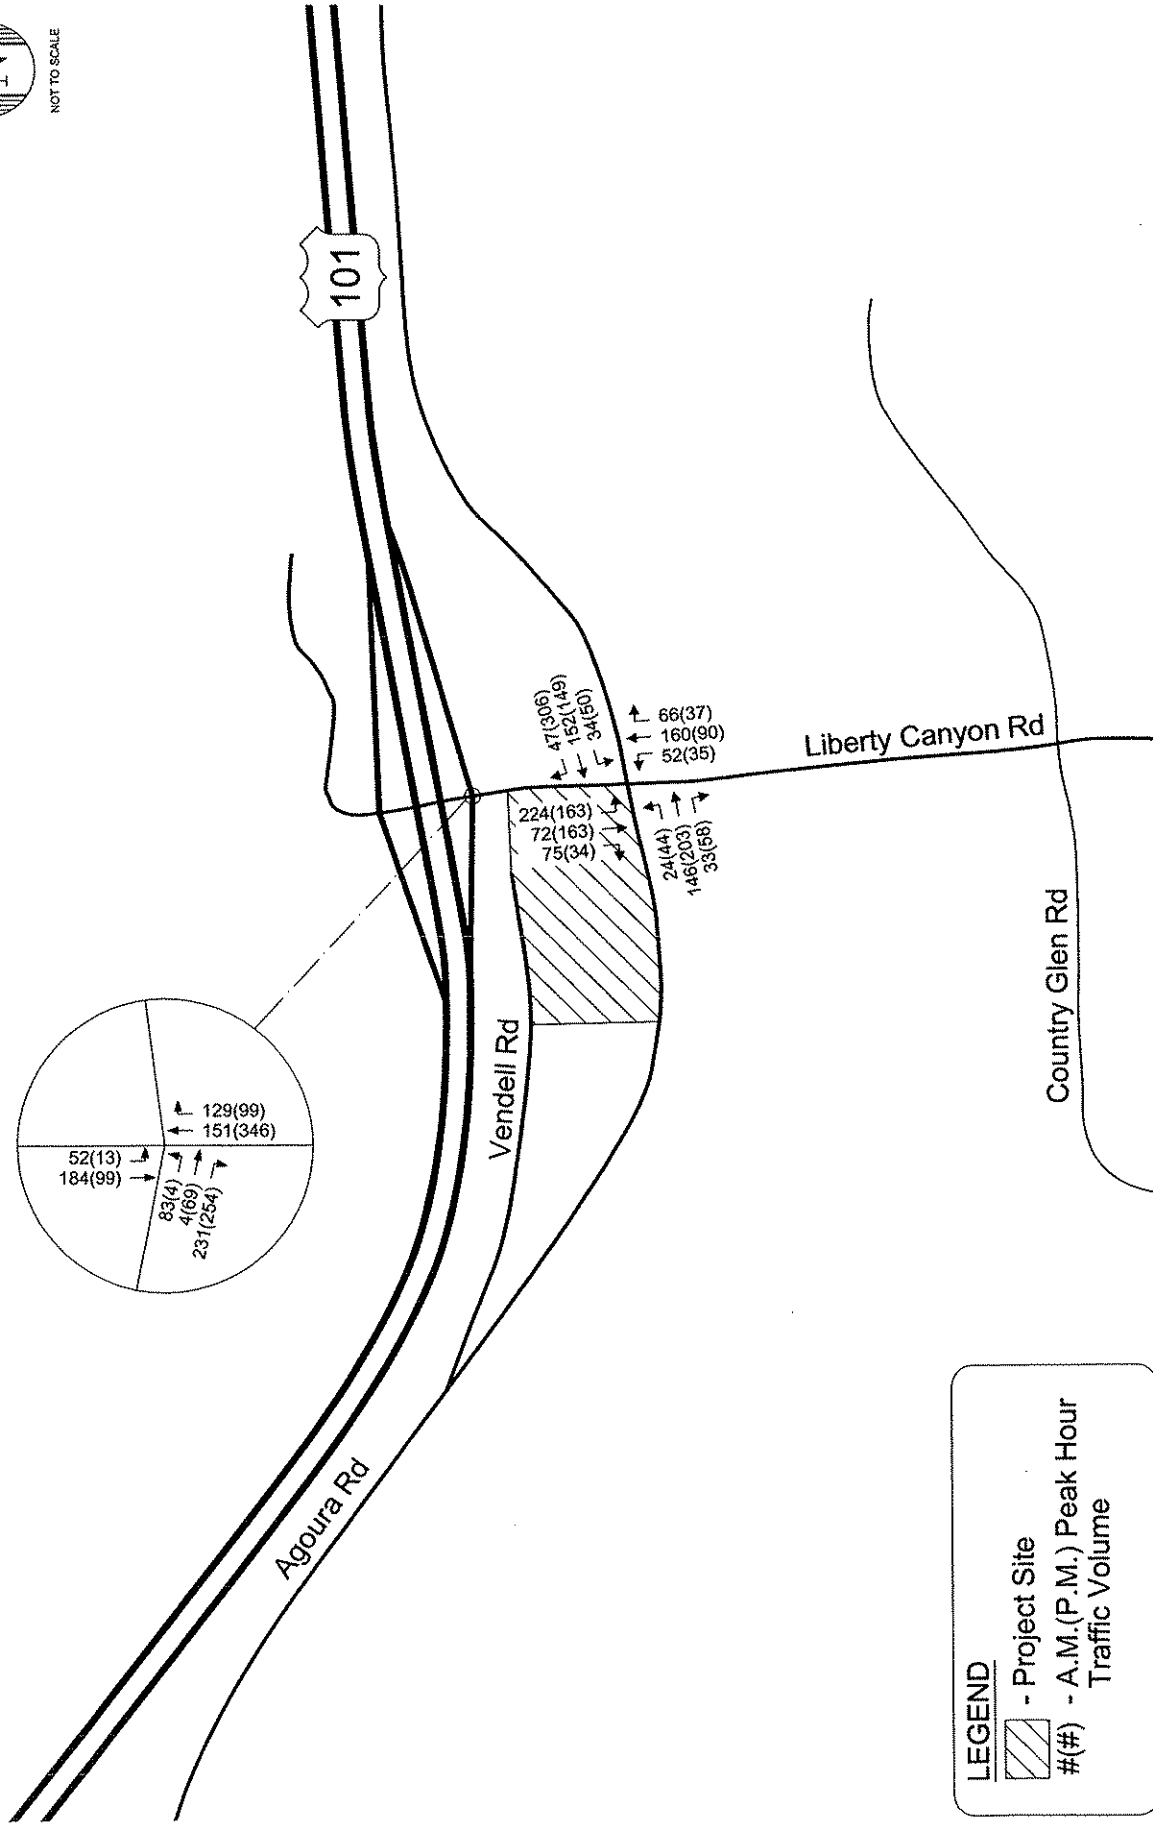 NOT TO SCALE
101
129(99)
151(346)
52(13)
184(99)
83(4)
4(69)
231(254)
47(306)
152(149)
34(50)
66(37)
160(90)
52(35)
224(163)
72(163)
75(34)
24(44)
146(203)
33(58)
Liberty Canyon Rd
Vendell Rd
Country Glen Rd
Agoura Rd
LEGEND
- Project Site
#(#) - A.M.(P.M.) Peak Hour
Traffic Volume